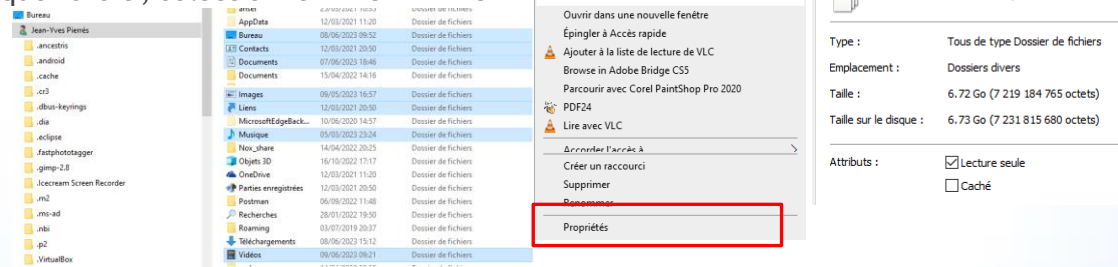 Bureau
Jean-Yves Pierrès
.ancestris
.android
.cache
.cr3
.dbus-keyrings
.dia
.eclipse
.fastphototagger
.gimp-2.8
.Icecream Screen Recorder
.m2
.ms-ad
.nbi
.p2
.VirtualBox
AppData 12/03/2021 11:20 Dossier de fichiers
Bureau 08/06/2023 09:52 Dossier de fichiers
Contacts 12/03/2021 20:50 Dossier de fichiers
Documents 07/06/2023 18:46 Dossier de fichiers
Documents 15/04/2022 14:16 Dossier de fichiers
Images 09/05/2023 16:57 Dossier de fichiers
Liens 12/03/2021 20:50 Dossier de fichiers
MicrosoftEdgeBack... 10/06/2020 14:57 Dossier de fichiers
Musique 05/03/2023 23:24 Dossier de fichiers
Nox_share 14/04/2022 20:25 Dossier de fichiers
Objets 3D 16/10/2022 17:17 Dossier de fichiers
OneDrive 12/03/2021 11:20 Dossier de fichiers
Parties enregistrées 12/03/2021 20:50 Dossier de fichiers
Postman 06/09/2022 11:48 Dossier de fichiers
Recherches 28/01/2022 19:50 Dossier de fichiers
Roaming 03/07/2019 20:37 Dossier de fichiers
Téléchargements 08/06/2023 15:12 Dossier de fichiers
Vidéos 09/06/2023 09:21 Dossier de fichiers
Ouvrir dans une nouvelle fenêtre
Épingler à Accès rapide
Ajouter à la liste de lecture de VLC
Browse in Adobe Bridge CS5
Parcourir avec Corel PaintShop Pro 2020
PDF24
Lire avec VLC
Accorder l'accès à
Créer un raccourci
Supprimer
Renommer
Propriétés
Type : Tous de type Dossier de fichiers
Emplacement : Dossiers divers
Taille : 6.72 Go (7 219 184 765 octets)
Taille sur le disque : 6.73 Go (7 231 815 680 octets)
Attributs : Lecture seule
Caché